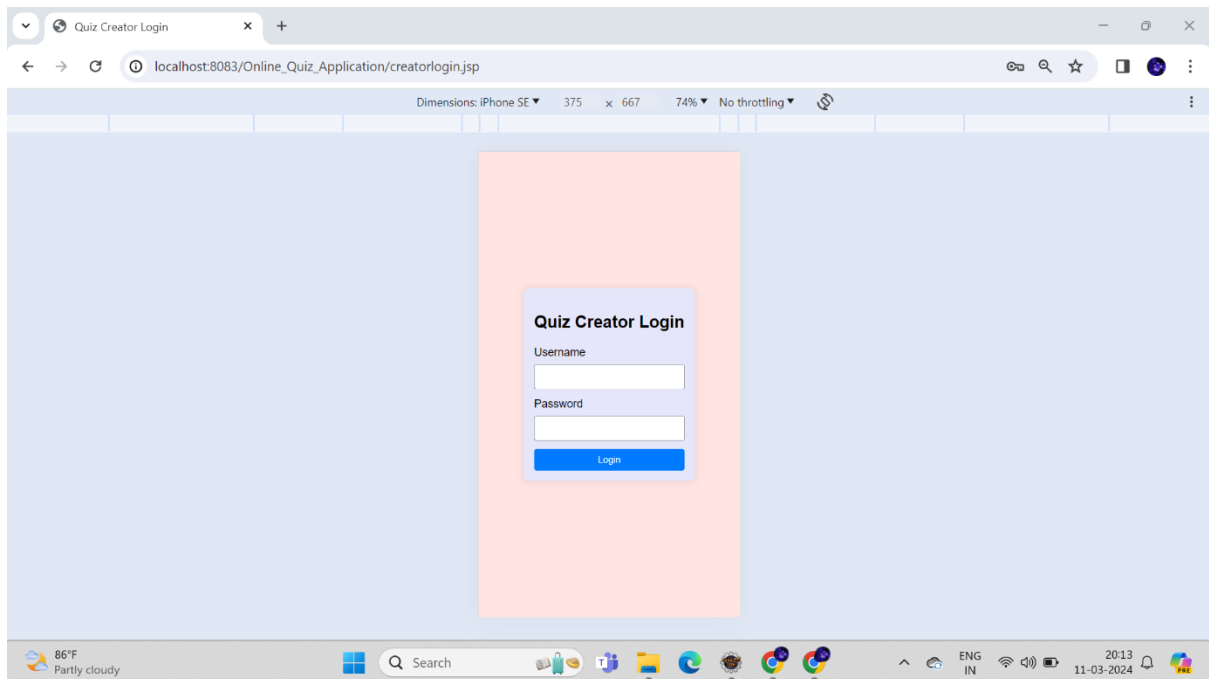 Quiz Creator Login
localhost:8083/Online_Quiz_Application/creatorlogin.jsp
Dimensions: iPhone SE ▼ 375 × 667 74% ▼ No throttling ▼
Quiz Creator Login
Username
Password
Login
86°F
Partly cloudy
Search
ENG
IN
20:13
11-03-2024
PRE